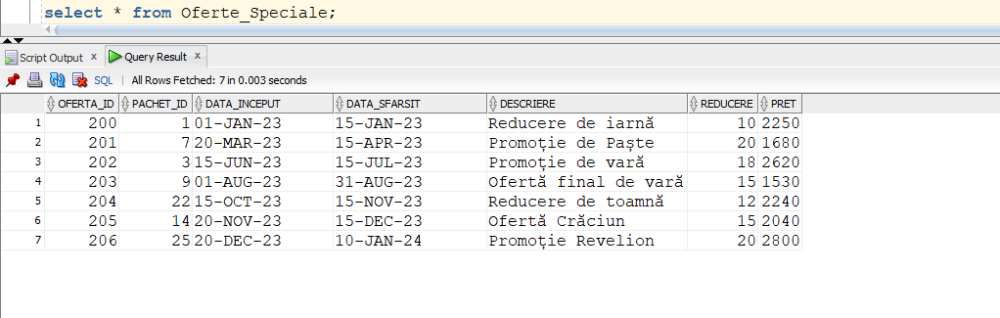 select * from Oferte_Speciale;
Script Output x Query Result x
SQL | All Rows Fetched: 7 in 0.003 seconds
OFERTA_ID PACHET_ID DATA_INCEPUT DATA_SFARSIT DESCRIERE REDUCERE PRET
1 200 1 01-JAN-23 15-JAN-23 Reducere de iarnă 10 2250
2 201 7 20-MAR-23 15-APR-23 Promoție de Paște 20 1680
3 202 3 15-JUN-23 15-JUL-23 Promoție de vară 18 2620
4 203 9 01-AUG-23 31-AUG-23 Ofertă final de vară 15 1530
5 204 22 15-OCT-23 15-NOV-23 Reducere de toamnă 12 2240
6 205 14 20-NOV-23 15-DEC-23 Ofertă Crăciun 15 2040
7 206 25 20-DEC-23 10-JAN-24 Promoție Revelion 20 2800